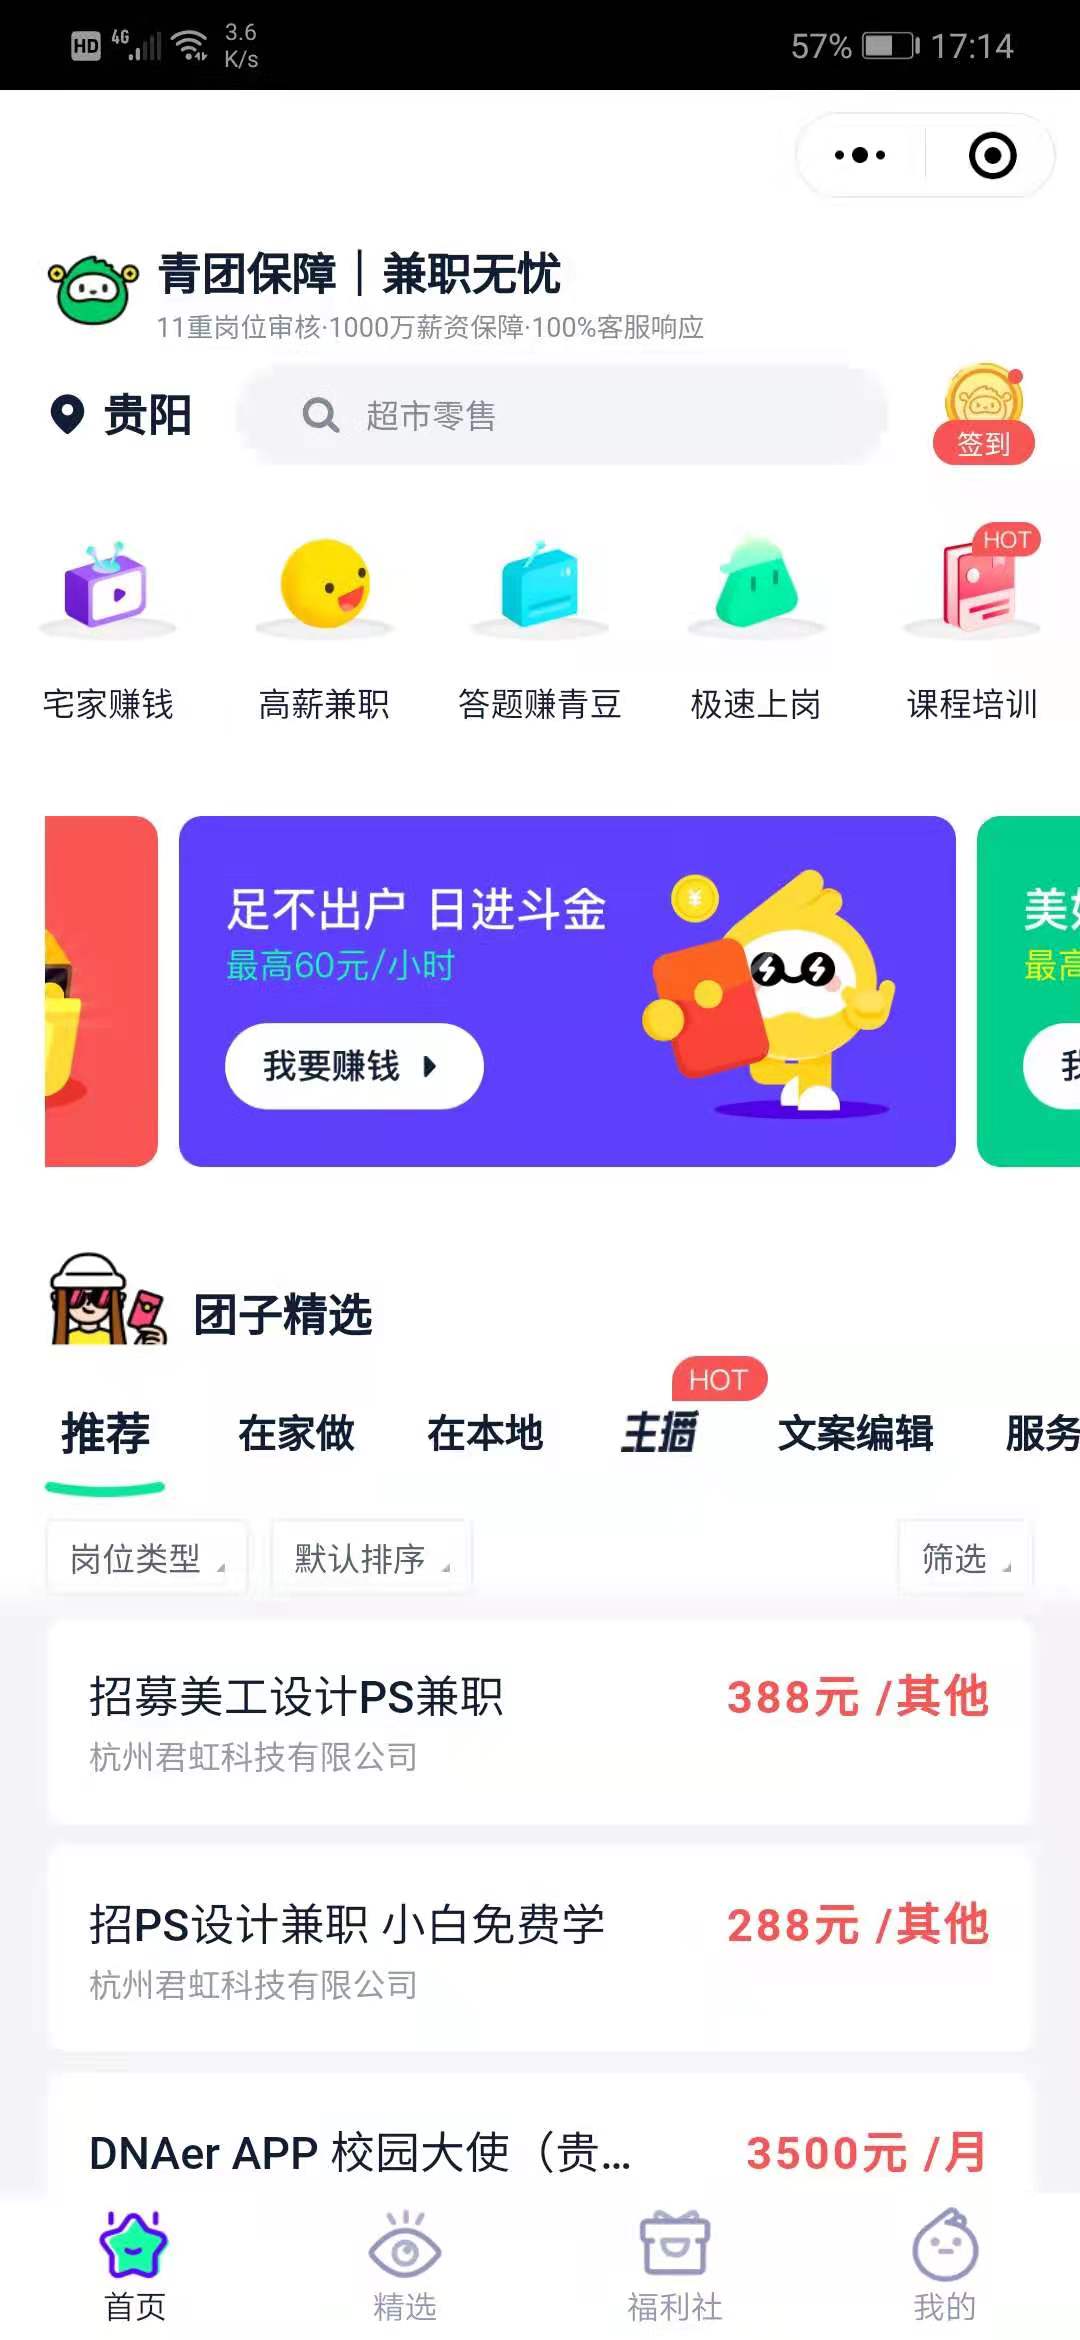 HD 4G 3.6 K/s 57% 17:14
青团保障｜兼职无忧
11重岗位审核·1000万薪资保障·100%客服响应
贵阳
超市零售
签到
HOT
宅家赚钱
高薪兼职
答题赚青豆
极速上岗
课程培训
足不出户 日进斗金
最高60元/小时
我要赚钱
最高
我
团子精选
HOT
推荐
在家做
在本地
主播
文案编辑
服务
岗位类型
默认排序
筛选
招募美工设计PS兼职
388元 /其他
杭州君虹科技有限公司
招PS设计兼职 小白免费学
288元 /其他
杭州君虹科技有限公司
DNAer APP 校园大使（贵...
3500元 /月
首页
精选
福利社
我的